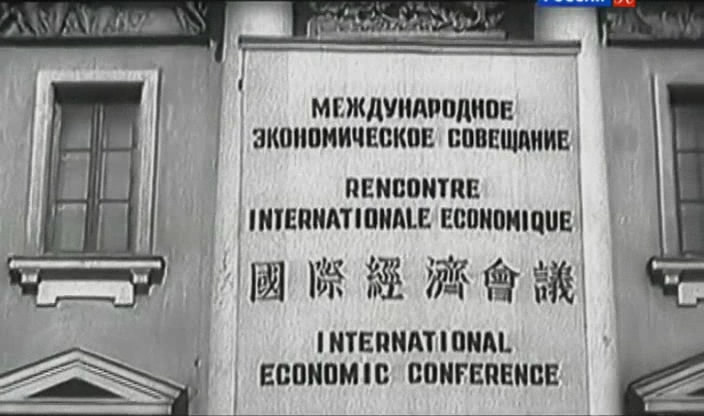 МЕЖДУНАРОДНОЕ
ЭКОНОМИЧЕСКОЕ СОВЕЩАНИЕ
RENCONTRE
INTERNATIONALE ECONOMIQUE
國際經濟會議
INTERNATIONAL
ECONOMIC CONFERENCE